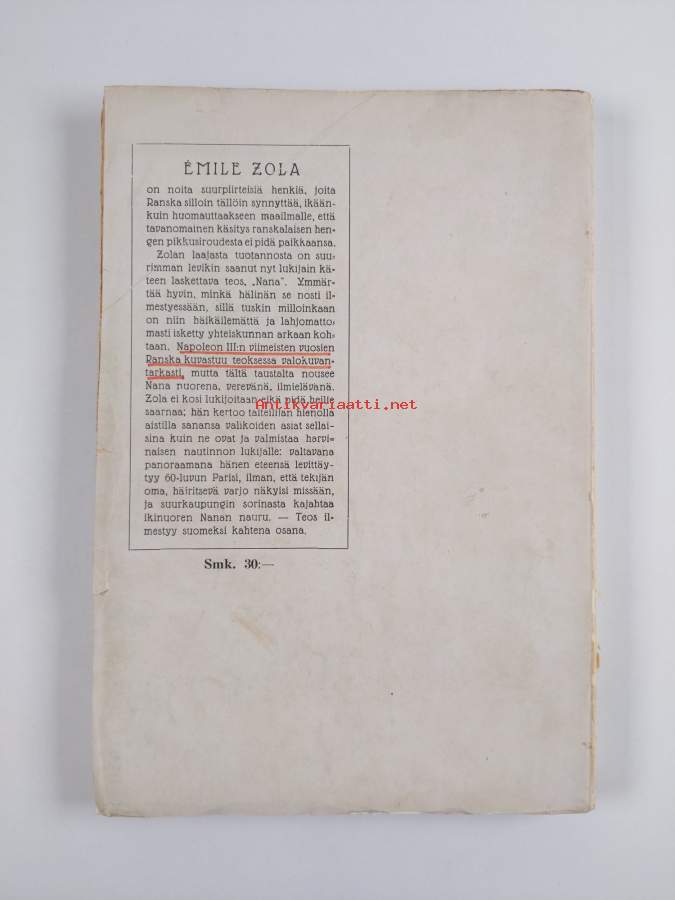 ÉMILE ZOLA
on noita suurpiirteisiä henkiä, joita
Ranska silloin tällöin synnyttää, ikään-
kuin huomauttaakseen maailmalle, että
tavanomainen käsitys ranskalaisen hen-
gen pikkusiroudesta ei pidä paikkaansa.
Zolan laajasta tuotannosta on suu-
rimman levikin saanut nyt lukijain kä-
teen laskettava teos, „Nana". Ymmär-
tää hyvin, minkä hälinän se nosti il-
mestyessään, sillä tuskin milloinkaan
on niin häikäilemättä ja lahjomatto-
masti isketty yhteiskunnan arkaan koh-
taan. Napoleon III:n viimeisten vuosien
Ranska kuvastuu teoksessa valokuvan-
tarkasti, mutta tältä taustalta nousee
Nana nuorena, verevänä, ilmielävänä.
Zola ei kosi lukijoitaan eikä pidä heille
Antikvariaatti.net
saarnaa; hän kertoo taiteilijan hienolla
aistilla sanansa valikoiden asiat sellai-
sina kuin ne ovat ja valmistaa harvi-
naisen nautinnon lukijalle: valtavana
panoraamana hänen eteensä levittäy-
tyy 60-luvun Parisi, ilman, että tekijän
oma, häiritsevä varjo näkyisi missään,
ja suurkaupungin sorinasta kajahtaa
ikinuoren Nanan nauru. — Teos il-
mestyy suomeksi kahtena osana.
Smk. 30:—